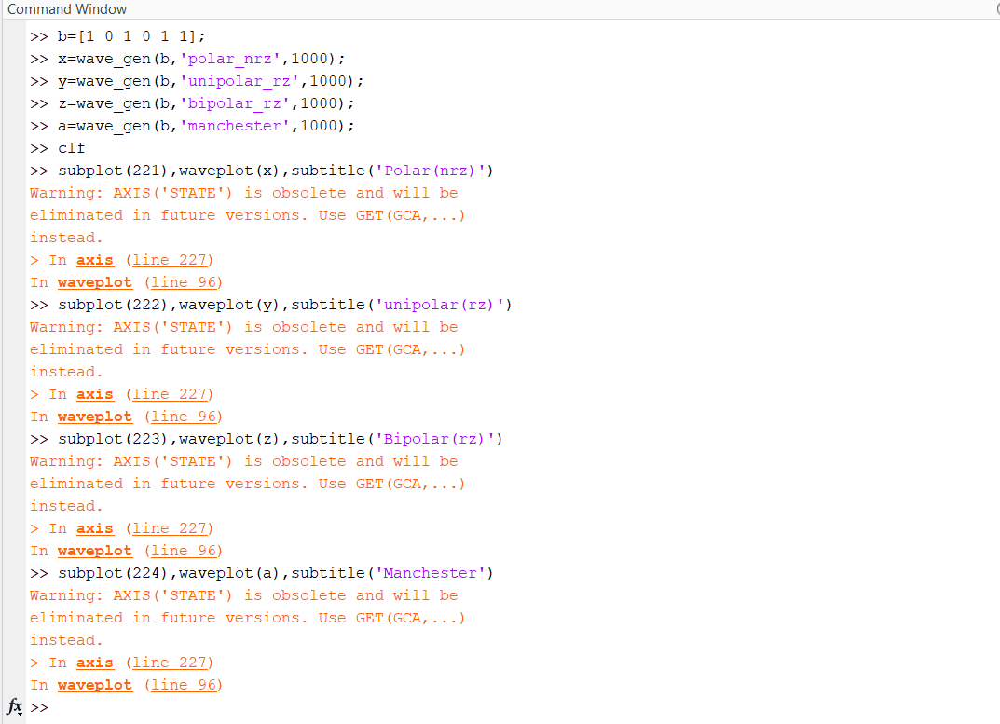 Command Window
>> b=[1 0 1 0 1 1];
>> x=wave_gen(b,'polar_nrz',1000);
>> y=wave_gen(b,'unipolar_rz',1000);
>> z=wave_gen(b,'bipolar_rz',1000);
>> a=wave_gen(b,'manchester',1000);
>> clf
>> subplot(221),waveplot(x),subtitle('Polar(nrz)')
Warning: AXIS('STATE') is obsolete and will be
eliminated in future versions. Use GET(GCA,...)
instead.
> In axis (line 227)
In waveplot (line 96)
>> subplot(222),waveplot(y),subtitle('unipolar(rz)')
Warning: AXIS('STATE') is obsolete and will be
eliminated in future versions. Use GET(GCA,...)
instead.
> In axis (line 227)
In waveplot (line 96)
>> subplot(223),waveplot(z),subtitle('Bipolar(rz)')
Warning: AXIS('STATE') is obsolete and will be
eliminated in future versions. Use GET(GCA,...)
instead.
> In axis (line 227)
In waveplot (line 96)
>> subplot(224),waveplot(a),subtitle('Manchester')
Warning: AXIS('STATE') is obsolete and will be
eliminated in future versions. Use GET(GCA,...)
instead.
> In axis (line 227)
In waveplot (line 96)
fx >>